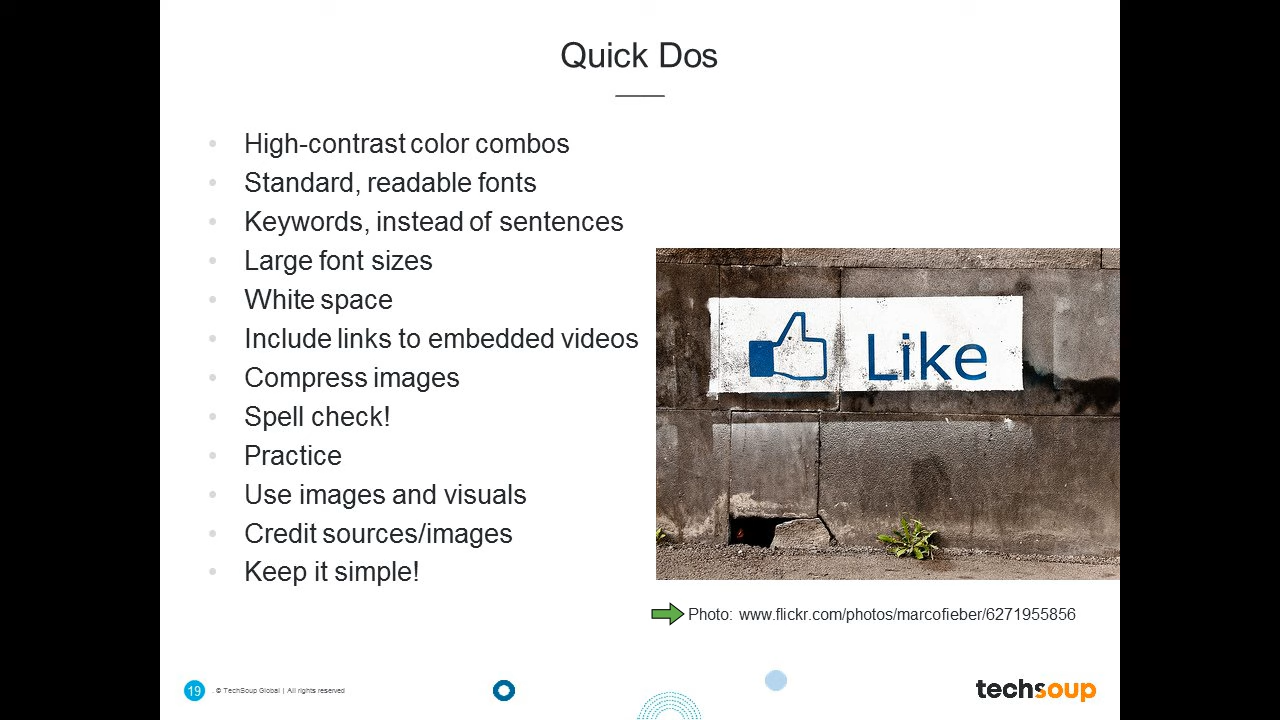 Quick Dos
• High-contrast color combos
• Standard, readable fonts
• Keywords, instead of sentences
• Large font sizes
• White space
• Include links to embedded videos
• Compress images
• Spell check!
• Practice
• Use images and visuals
• Credit sources/images
• Keep it simple!
Like
Photo: www.flickr.com/photos/marcofieber/6271955856
19 . © TechSoup Global | All rights reserved
techsoup